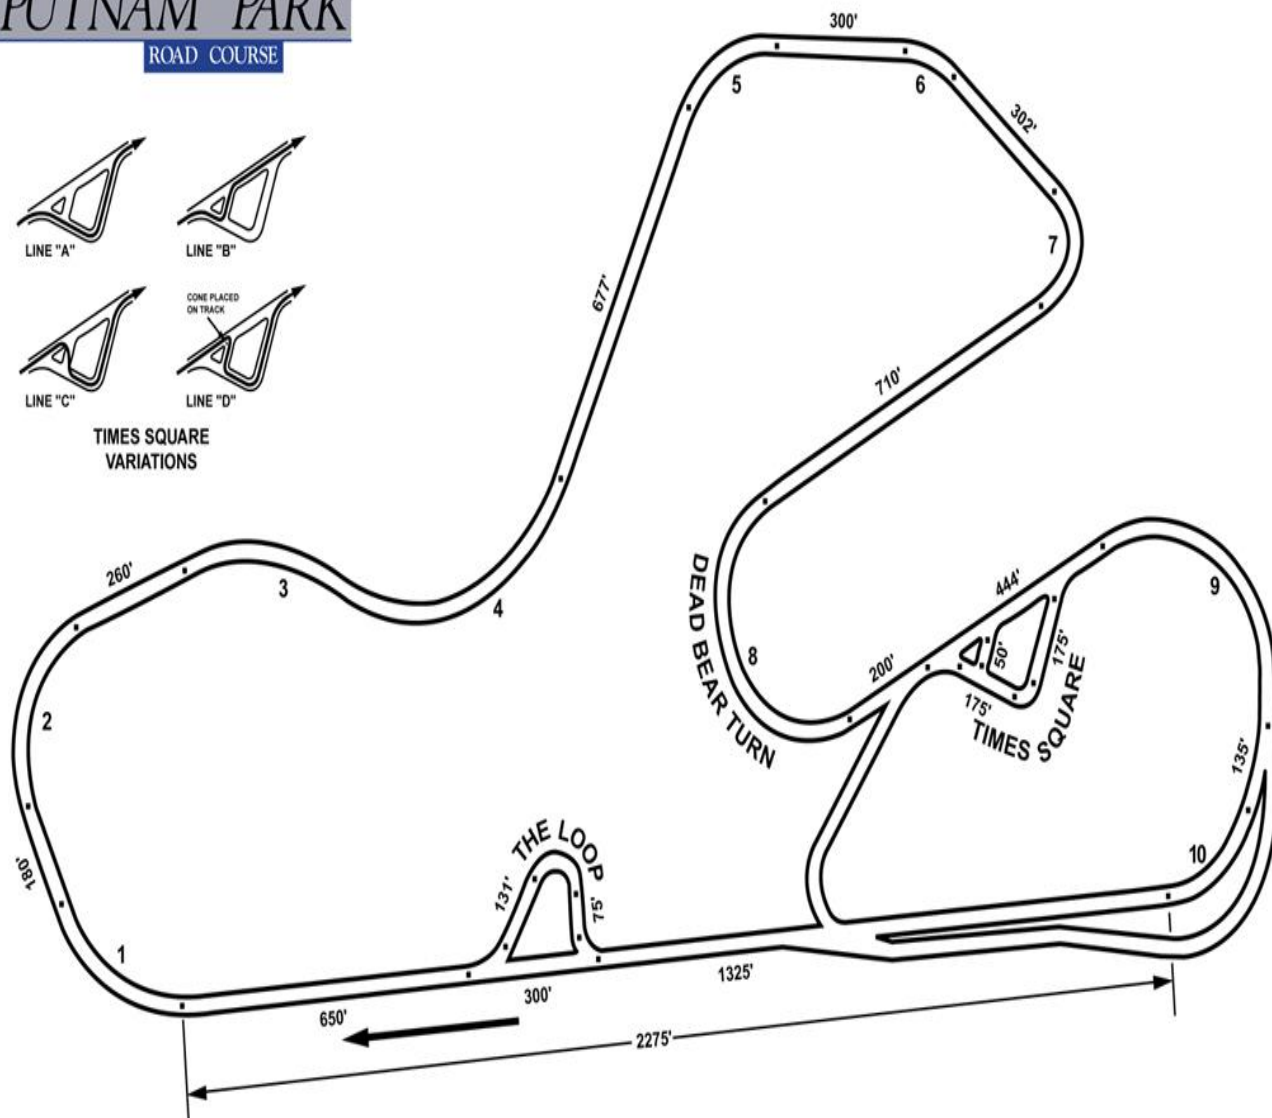 PUTNAM PARK
ROAD COURSE
LINE "A"
LINE "B"
CONE PLACED
ON TRACK
LINE "C"
LINE "D"
TIMES SQUARE
VARIATIONS
300'
5
6
302'
7
677'
710'
260'
3
4
2
180'
1
DEAD BEAR TURN
8
200'
444'
50'
175'
175'
TIMES SQUARE
9
135'
10
THE LOOP
131'
75'
1325'
300'
650'
2275'